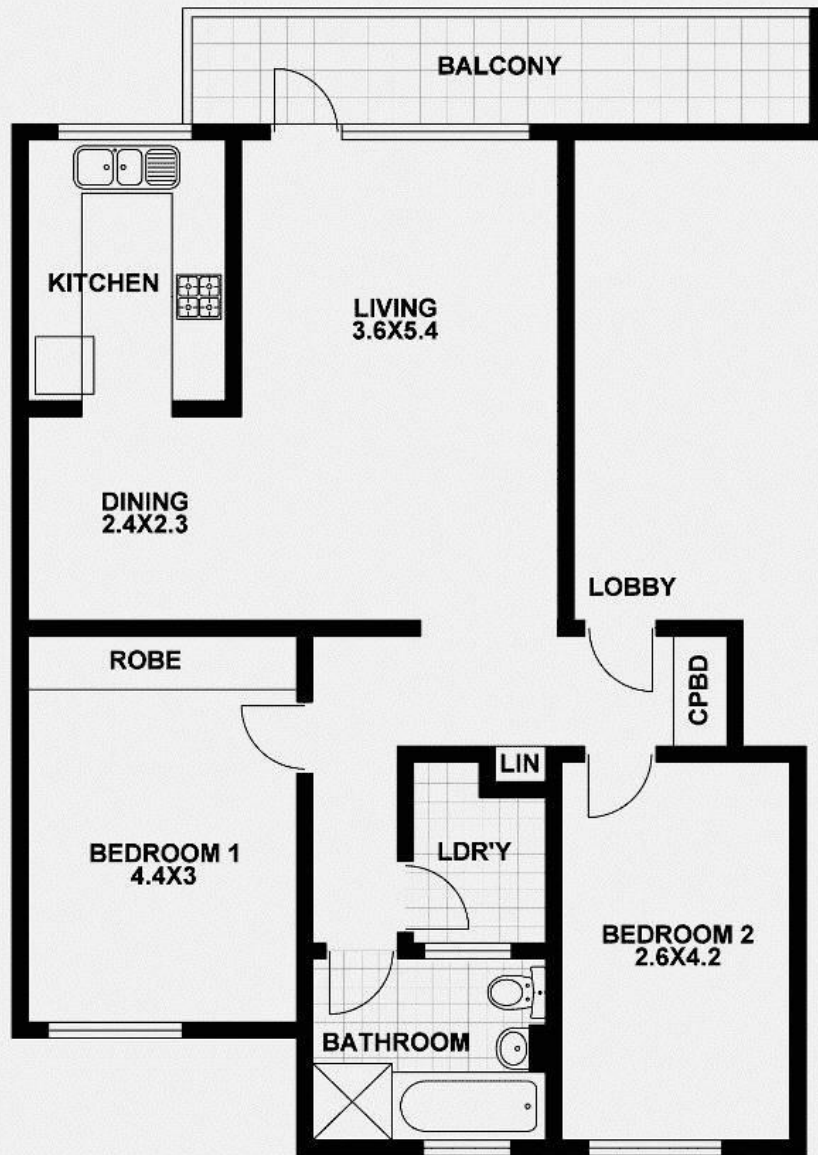 BALCONY
KITCHEN
LIVING
3.6X5.4
DINING
2.4X2.3
LOBBY
ROBE
CPBD
LIN
BEDROOM 1
4.4X3
LDR'Y
BEDROOM 2
2.6X4.2
BATHROOM